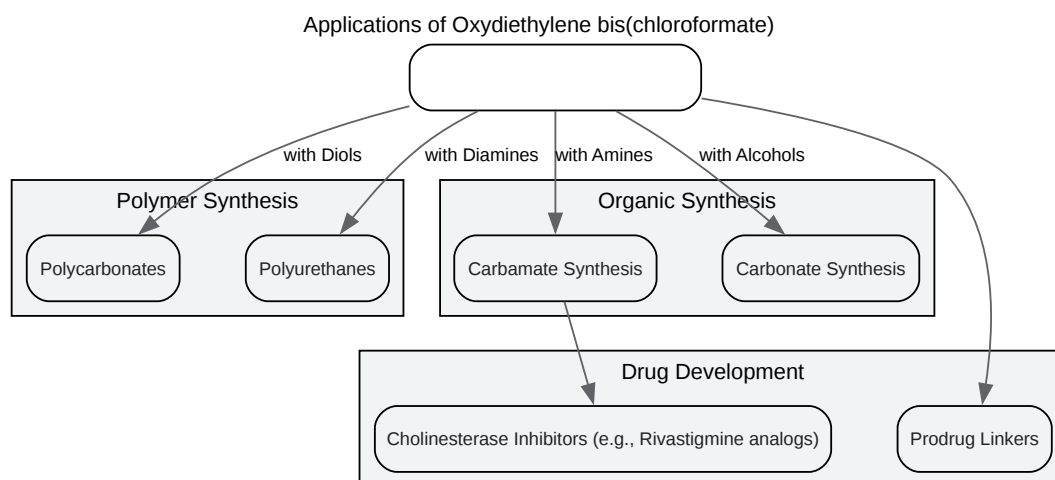 Applications of Oxydiethylene bis(chloroformate)
with Diols
with Diamines
with Amines
with Alcohols
Polymer Synthesis
Organic Synthesis
Polycarbonates
Polyurethanes
Carbamate Synthesis
Carbonate Synthesis
Drug Development
Cholinesterase Inhibitors (e.g., Rivastigmine analogs)
Prodrug Linkers